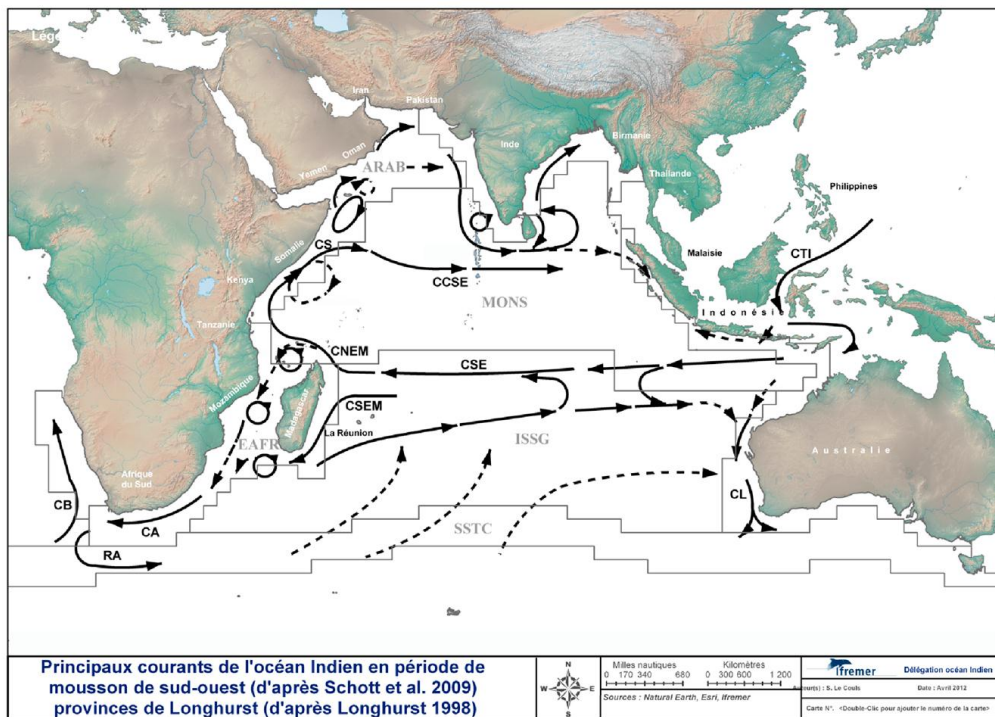 Lége
Iran
Pakistan
Oman
Yemen
ARAB
Inde
Birmanie
Thaïlande
Philippines
Somalie
CS
Malaisie
CTI
Kenya
CCSE
MONS
Indonésie
Tanzanie
CNEM
CSE
Mozambique
Madagascar
CSEM
La Réunion
EAFR
ISSG
Australie
Afrique
du Sud
CB
CA
CL
RA
SSTC
Principaux courants de l'océan Indien en période de
mousson de sud-ouest (d'après Schott et al. 2009)
provinces de Longhurst (d'après Longhurst 1998)
N
W E
S
Milles nautiques
0 170 340 680
Kilomètres
0 300 600 1 200
Sources : Natural Earth, Esri, Ifremer
Ifremer
Délégation océan Indien
: S. Le Couls
Date : Avril 2012
Carte N°. <Double-Clic pour ajouter le numéro de la carte>